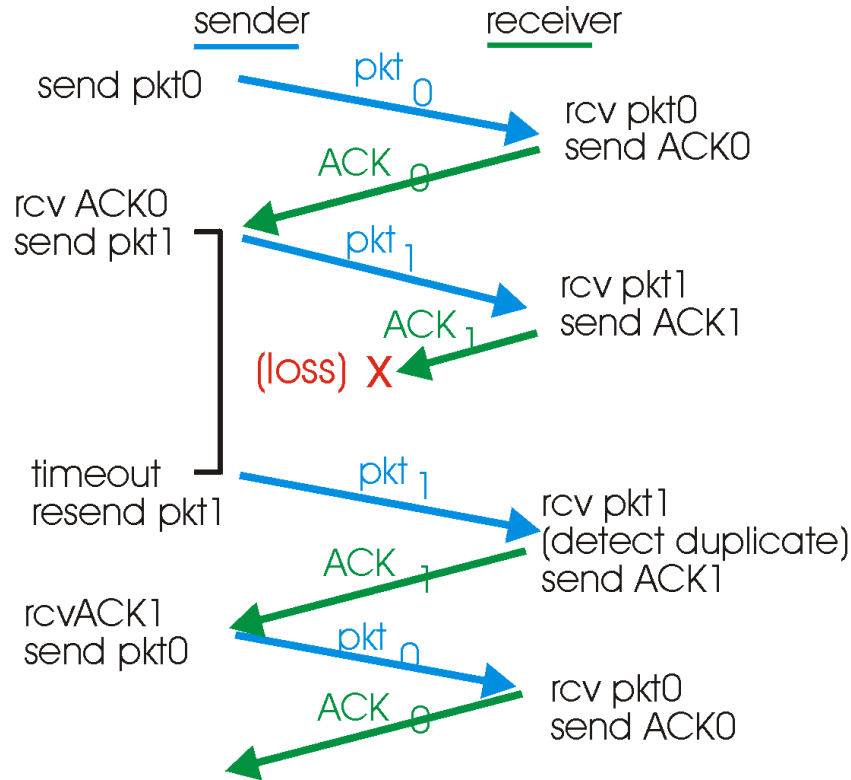 sender
receiver
send pkt0
pkt 0
rcv pkt0
send ACK0
ACK 0
rcv ACK0
send pkt1
pkt 1
rcv pkt1
send ACK1
ACK 1
(loss) X
timeout
resend pkt1
pkt 1
rcv pkt1
(detect duplicate)
send ACK1
ACK 1
rcvACK1
send pkt0
pkt 0
rcv pkt0
send ACK0
ACK 0